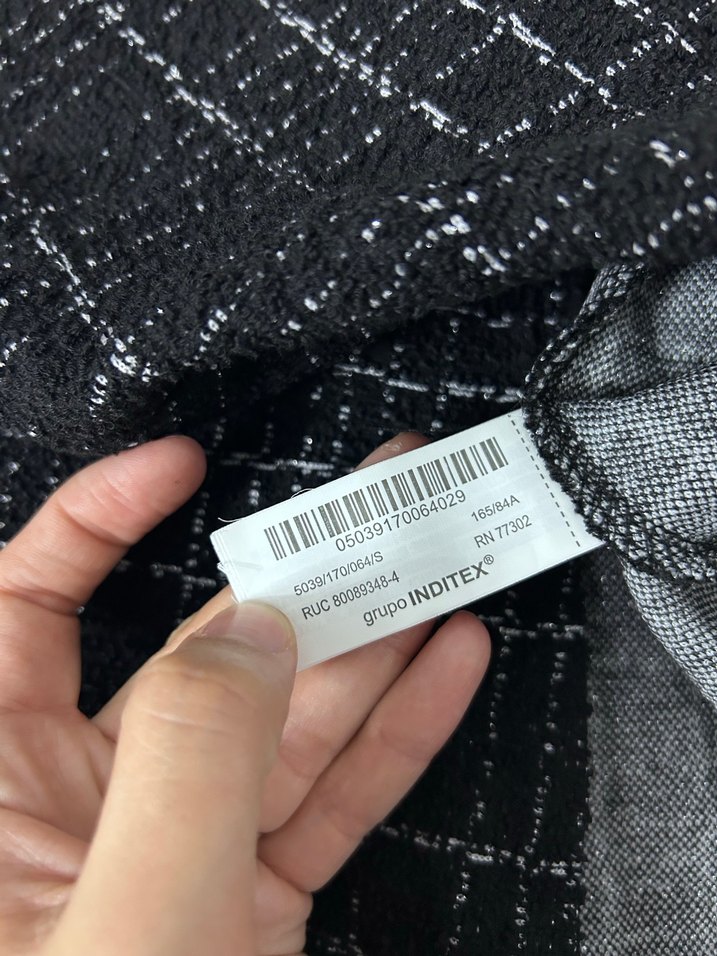 05039170064029
5039/170/064/S 165/84A
RUC 80089348-4 RN 77302
grupo INDITEX®